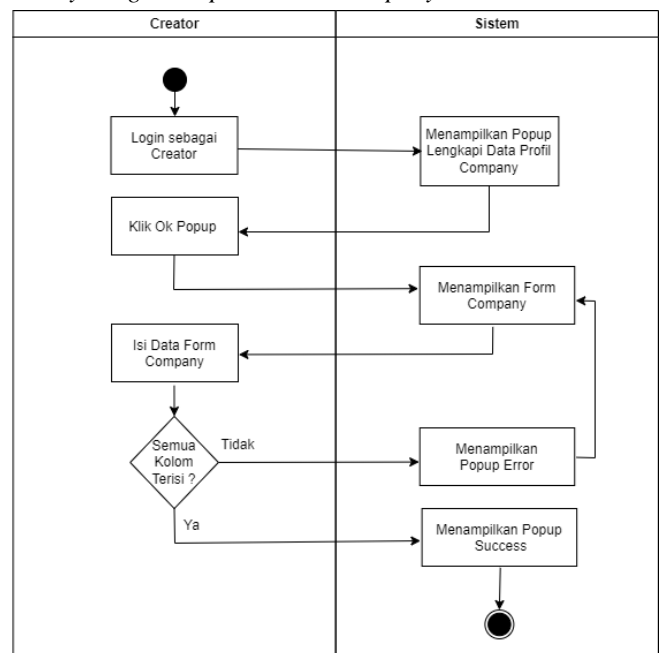 Creator
Sistem
Login sebagai
Creator
Menampilkan Popup
Lengkapi Data Profil
Company
Klik Ok Popup
Menampilkan Form
Company
Isi Data Form
Company
Semua
Kolom
Terisi ?
Tidak
Menampilkan
Popup Error
Ya
Menampilkan Popup
Success